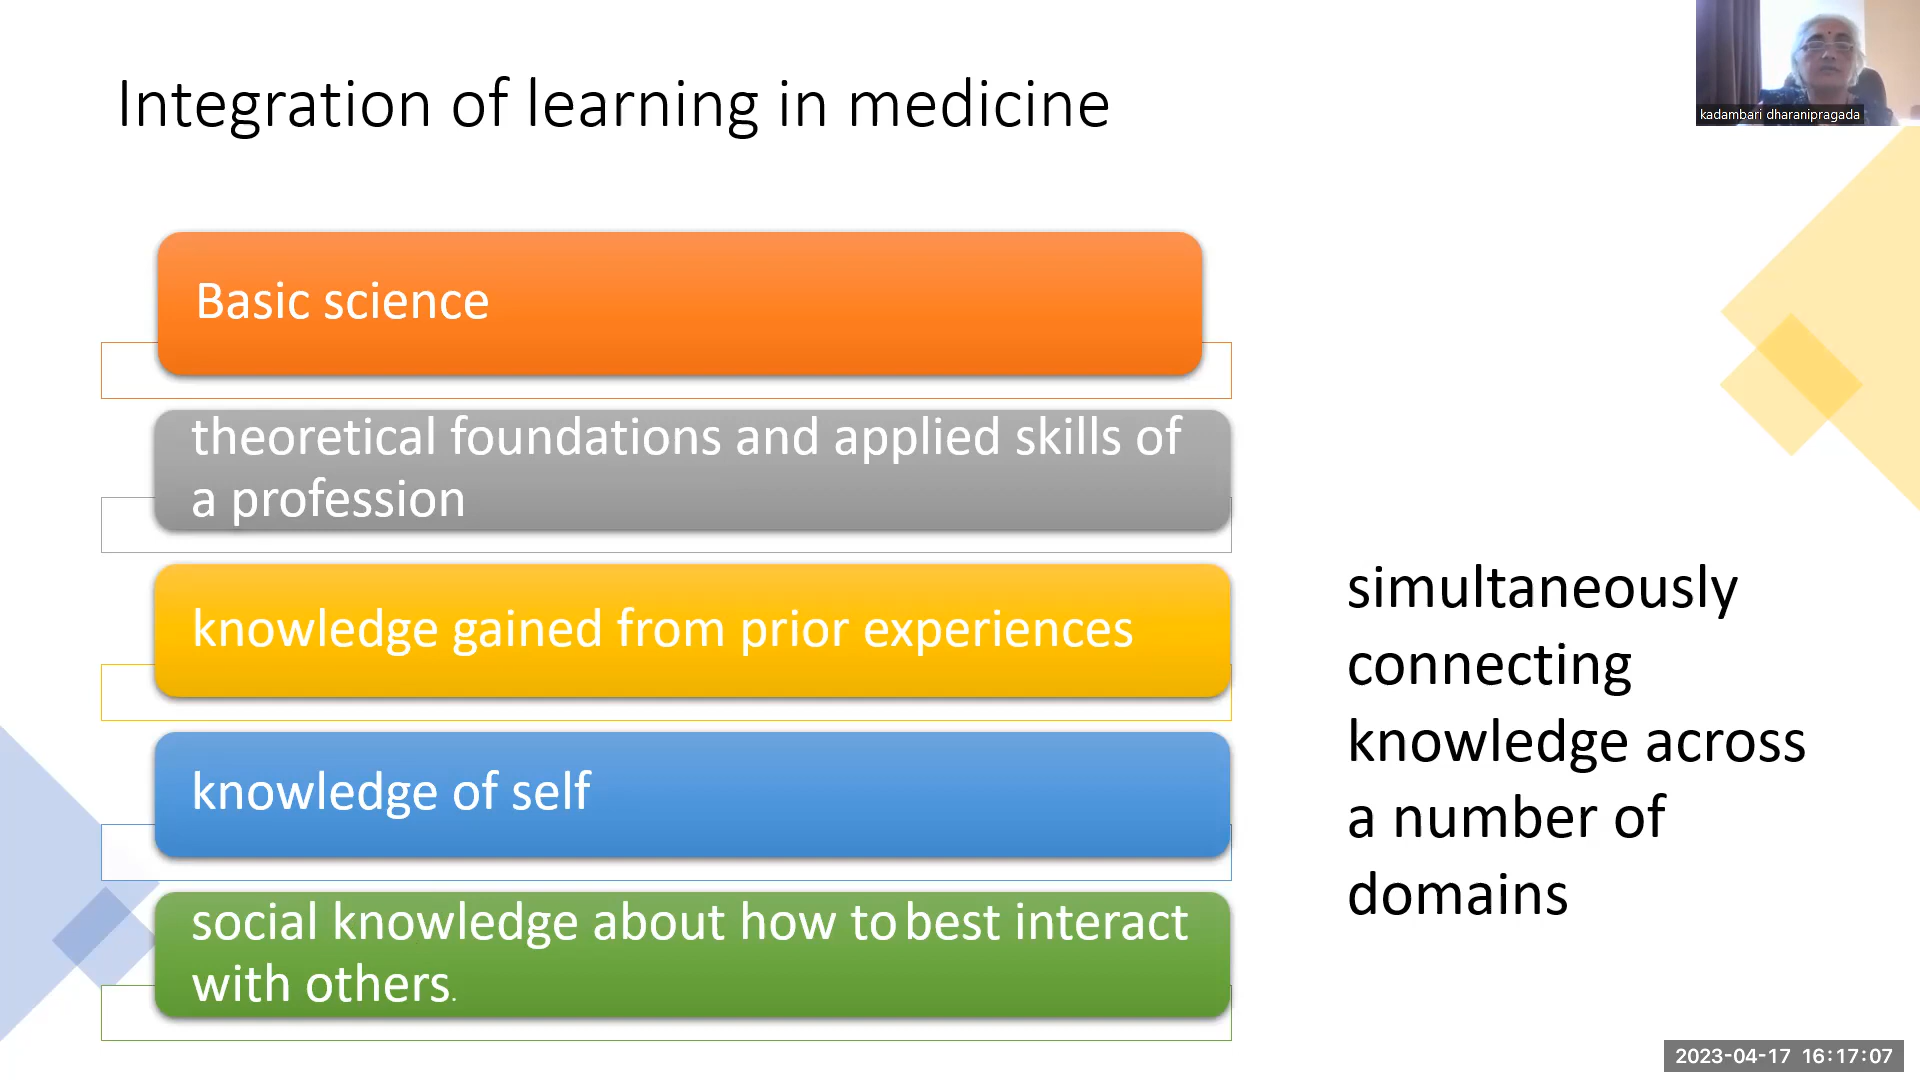 Integration of learning in medicine
kadambari dharanipragada
Basic science
theoretical foundations and applied skills of
a profession
knowledge gained from prior experiences
knowledge of self
social knowledge about how to best interact
with others.
simultaneously
connecting
knowledge across
a number of
domains
2023-04-17 16:17:07